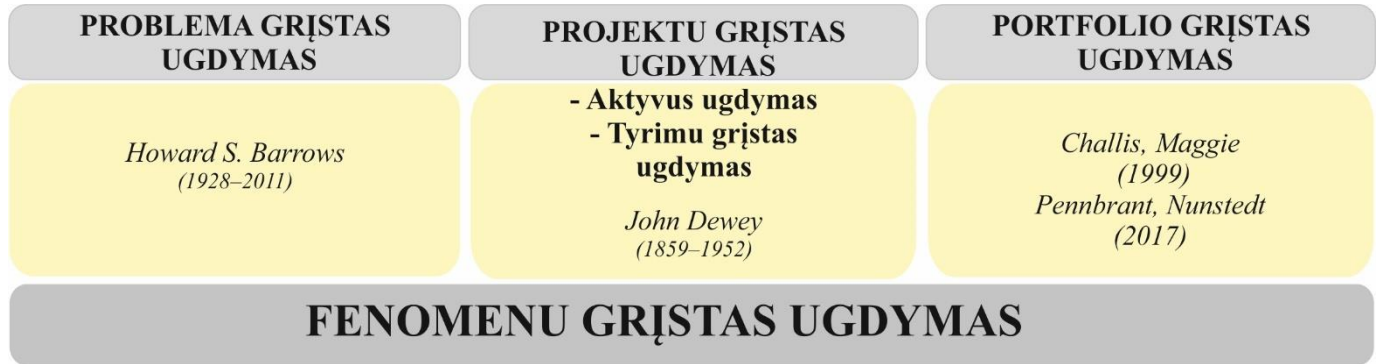 PROBLEMA GRĮSTAS
UGDYMAS
Howard S. Barrows
(1928–2011)
PROJEKTU GRĮSTAS
UGDYMAS
- Aktyvus ugdymas
- Tyrimu grįstas
ugdymas
John Dewey
(1859–1952)
PORTFOLIO GRĮSTAS
UGDYMAS
Challis, Maggie
(1999)
Pennbrant, Nunstedt
(2017)
FENOMENU GRĮSTAS UGDYMAS